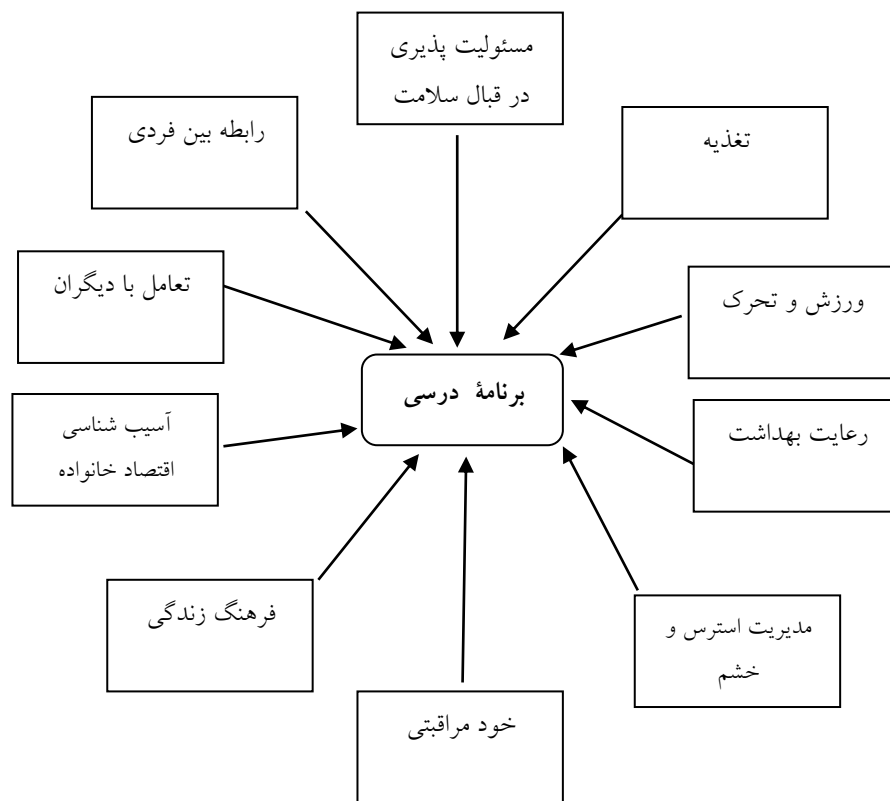 مسئولیت پذیری
در قبال سلامت
رابطه بین فردی
تغذیه
تعامل با دیگران
ورزش و تحرک
برنامۀ درسی
آسیب شناسی
اقتصاد خانواده
رعایت بهداشت
فرهنگ زندگی
مدیریت استرس و
خشم
خود مراقبتی